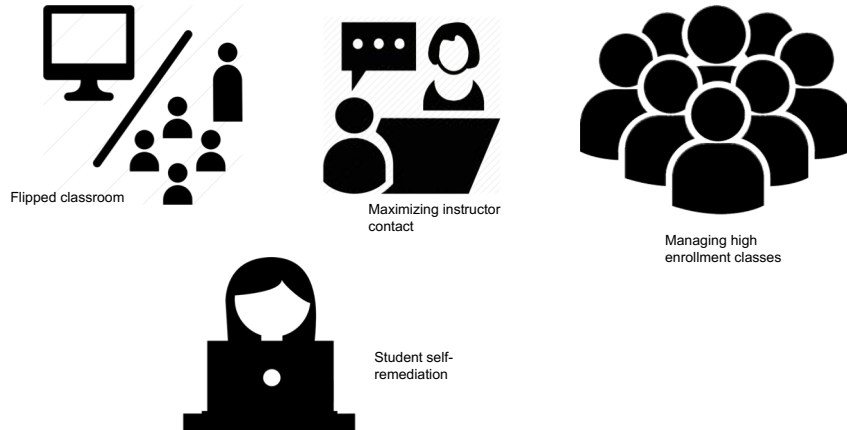 Flipped classroom
Maximizing instructor
contact
Managing high
enrollment classes
Student self-
remediation